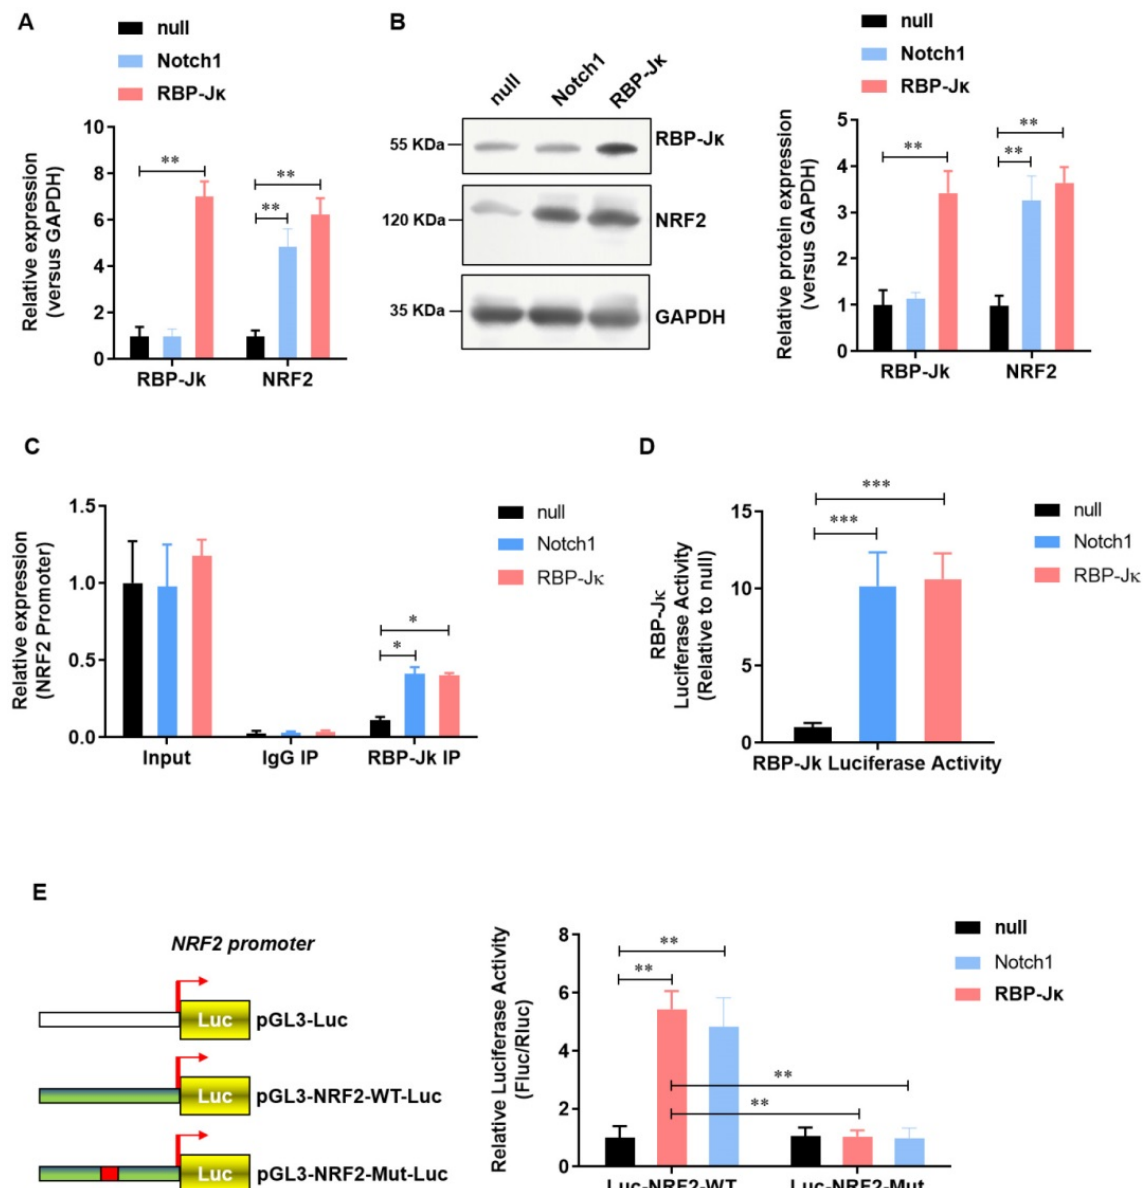 A
null
Notch1
RBP-Jκ
Relative expression
(versus GAPDH)
10
8
6
4
2
0
**
**
**
RBP-Jk
NRF2
B
null
Notch1
RBP-Jκ
55 KDa
RBP-Jκ
120 KDa
NRF2
35 KDa
GAPDH
null
Notch1
RBP-Jκ
Relative protein expression
(versus GAPDH)
5
4
3
2
1
0
**
**
**
RBP-Jk
NRF2
C
Relative expression
(NRF2 Promoter)
1.5
1.0
0.5
0.0
*
*
Input
IgG IP
RBP-Jk IP
null
Notch1
RBP-Jκ
D
RBP-Jκ
Luciferase Activity
(Relative to null)
15
10
5
0
***
***
RBP-Jk Luciferase Activity
null
Notch1
RBP-Jκ
E
NRF2 promoter
Luc pGL3-Luc
Luc pGL3-NRF2-WT-Luc
Luc pGL3-NRF2-Mut-Luc
Relative Luciferase Activity
(Fluc/Rluc)
8
6
4
2
0
**
**
**
**
Luc-NRF2-WT
Luc-NRF2-Mut
null
Notch1
RBP-Jκ